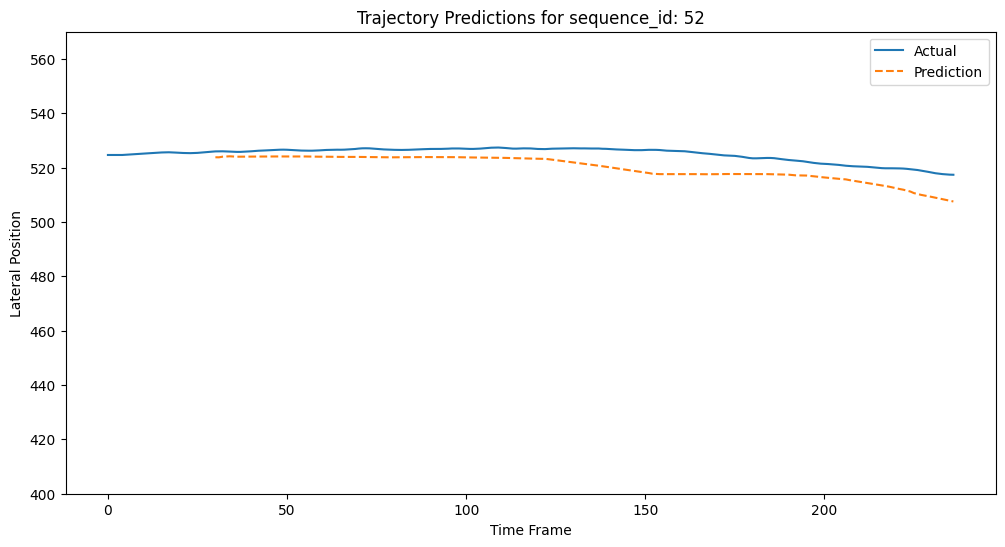 Trajectory Predictions for sequence_id: 52
Actual
Prediction
Lateral Position
560
540
520
500
480
460
440
420
400
0 50 100 150 200
Time Frame